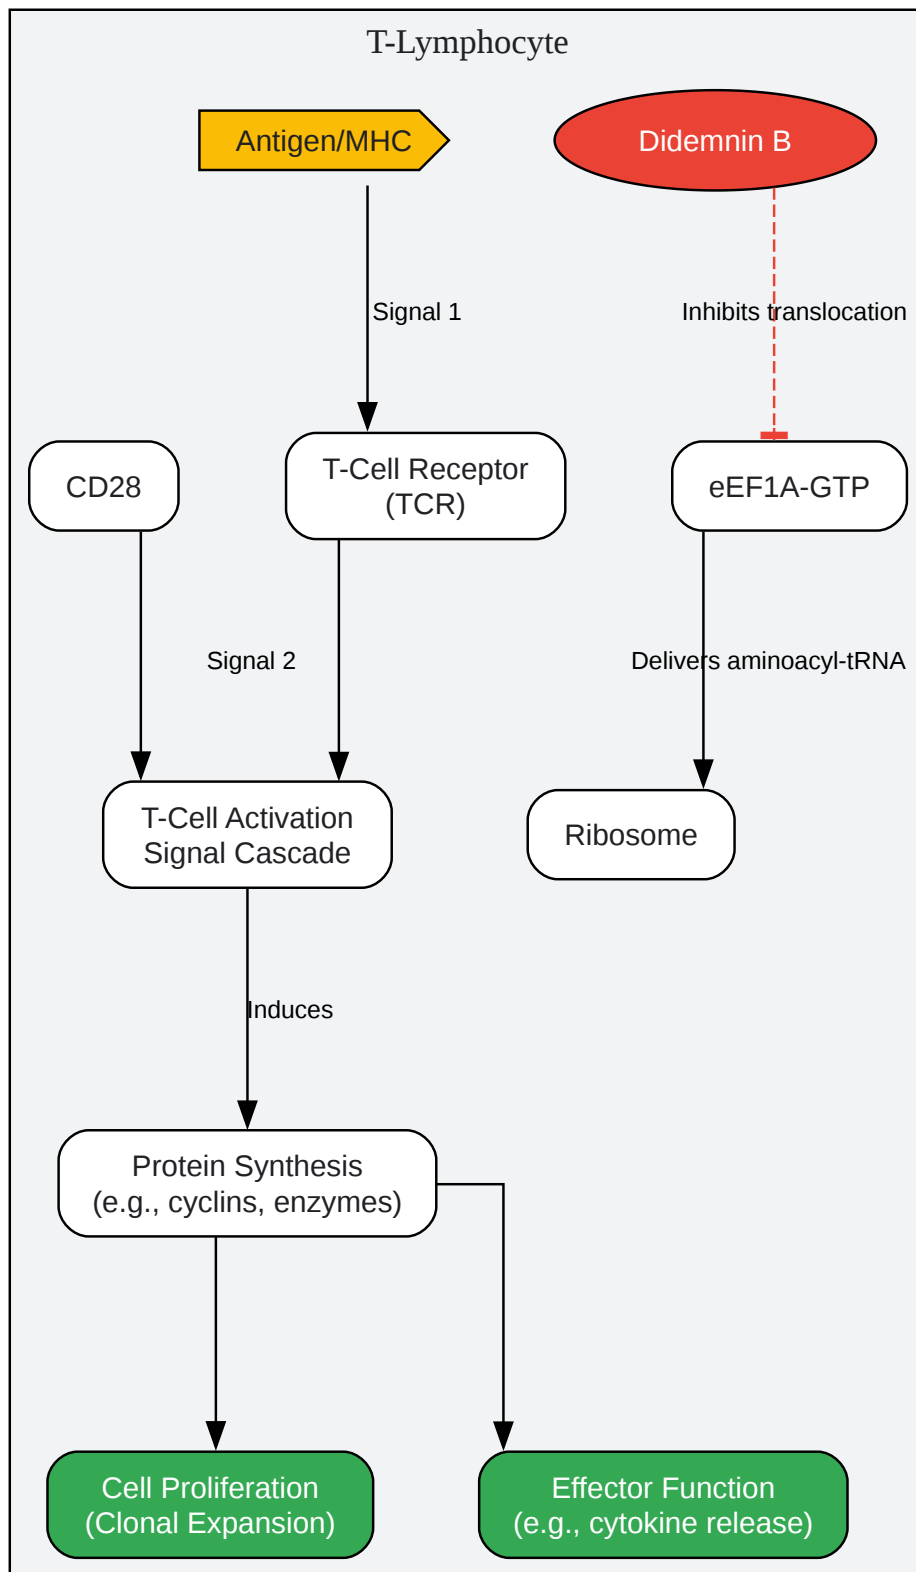 T-Lymphocyte
Antigen/MHC
Didemnin B
Signal 1
Inhibits translocation
CD28
T-Cell Receptor
(TCR)
eEF1A-GTP
Signal 2
Delivers aminoacyl-tRNA
T-Cell Activation
Signal Cascade
Ribosome
Induces
Protein Synthesis
(e.g., cyclins, enzymes)
Cell Proliferation
(Clonal Expansion)
Effector Function
(e.g., cytokine release)